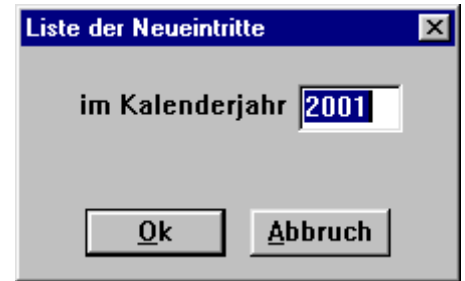 Liste der Neueintritte
im Kalenderjahr 2001
Ok Abbruch